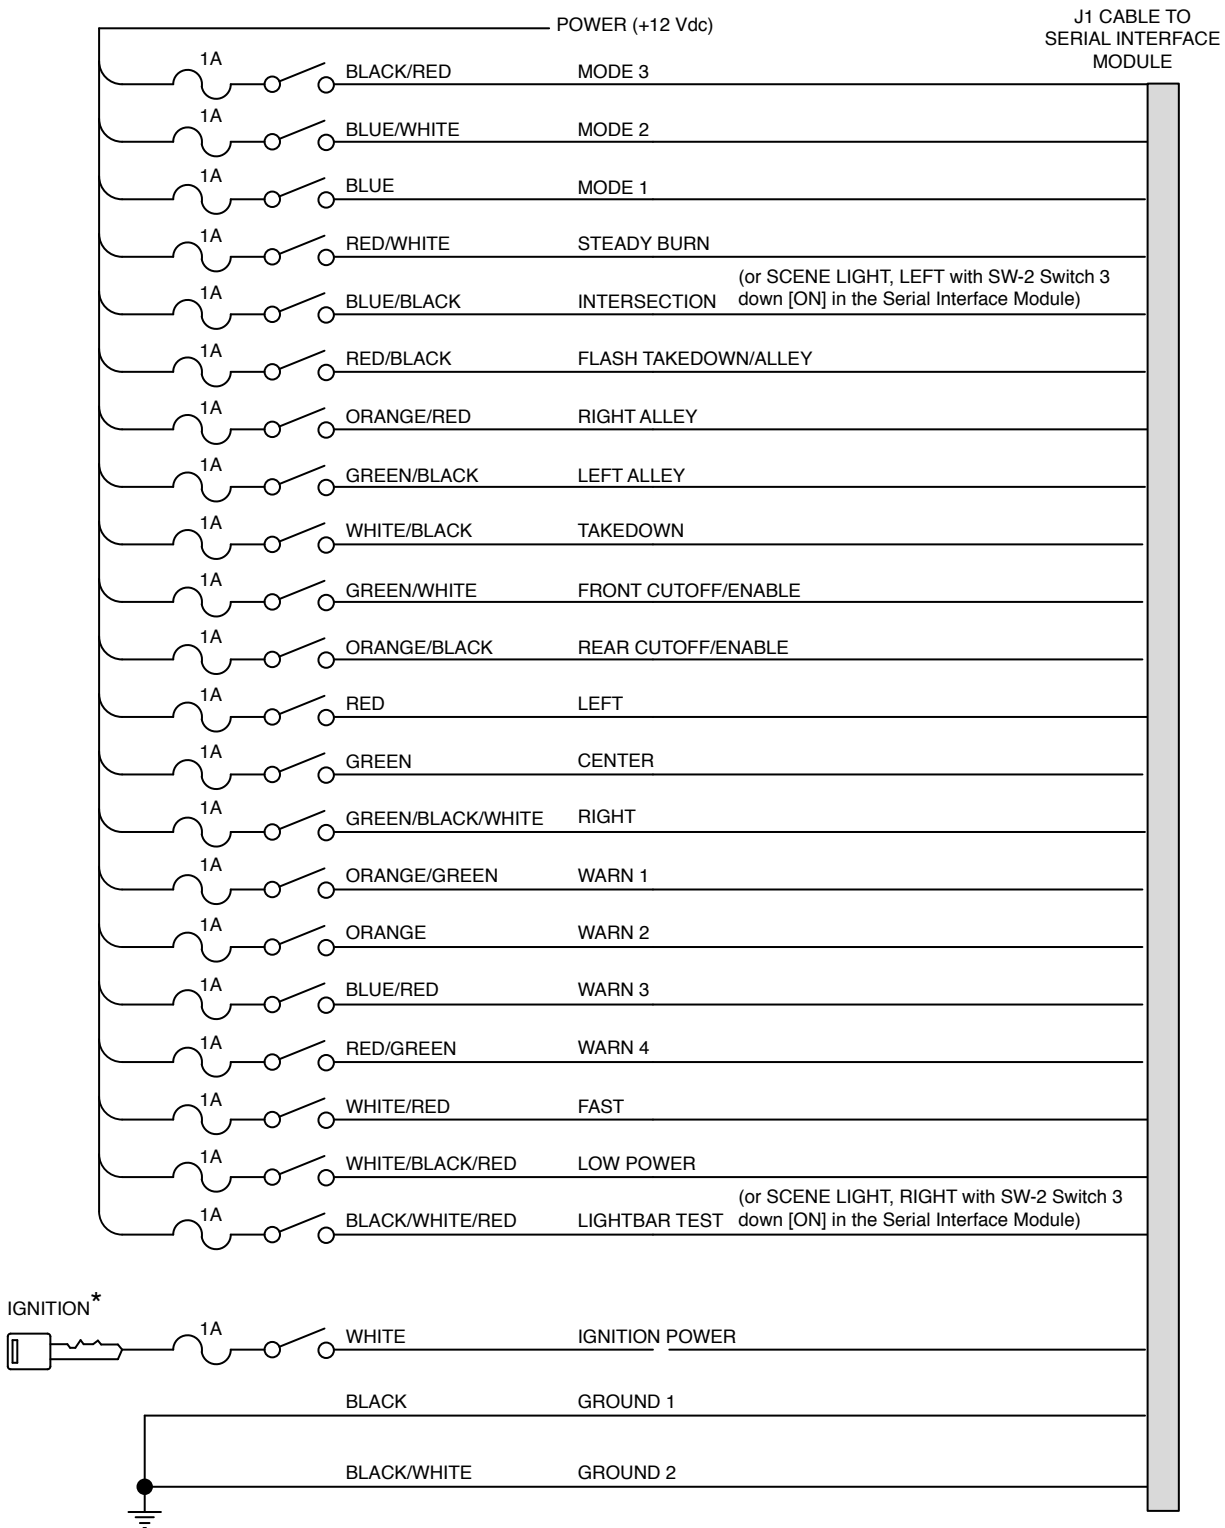 POWER (+12 Vdc)
J1 CABLE TO
SERIAL INTERFACE
MODULE
1A BLACK/RED MODE 3
1A BLUE/WHITE MODE 2
1A BLUE MODE 1
1A RED/WHITE STEADY BURN
(or SCENE LIGHT, LEFT with SW-2 Switch 3
1A BLUE/BLACK INTERSECTION down [ON] in the Serial Interface Module)
1A RED/BLACK FLASH TAKEDOWN/ALLEY
1A ORANGE/RED RIGHT ALLEY
1A GREEN/BLACK LEFT ALLEY
1A WHITE/BLACK TAKEDOWN
1A GREEN/WHITE FRONT CUTOFF/ENABLE
1A ORANGE/BLACK REAR CUTOFF/ENABLE
1A RED LEFT
1A GREEN CENTER
1A GREEN/BLACK/WHITE RIGHT
1A ORANGE/GREEN WARN 1
1A ORANGE WARN 2
1A BLUE/RED WARN 3
1A RED/GREEN WARN 4
1A WHITE/RED FAST
1A WHITE/BLACK/RED LOW POWER
(or SCENE LIGHT, RIGHT with SW-2 Switch 3
1A BLACK/WHITE/RED LIGHTBAR TEST down [ON] in the Serial Interface Module)
IGNITION*
1A WHITE IGNITION POWER
BLACK GROUND 1
BLACK/WHITE GROUND 2